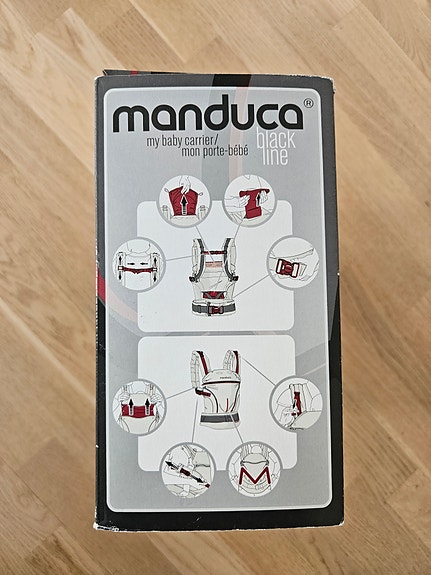 manduca®
my baby carrier/
mon porte-bébé
black
line